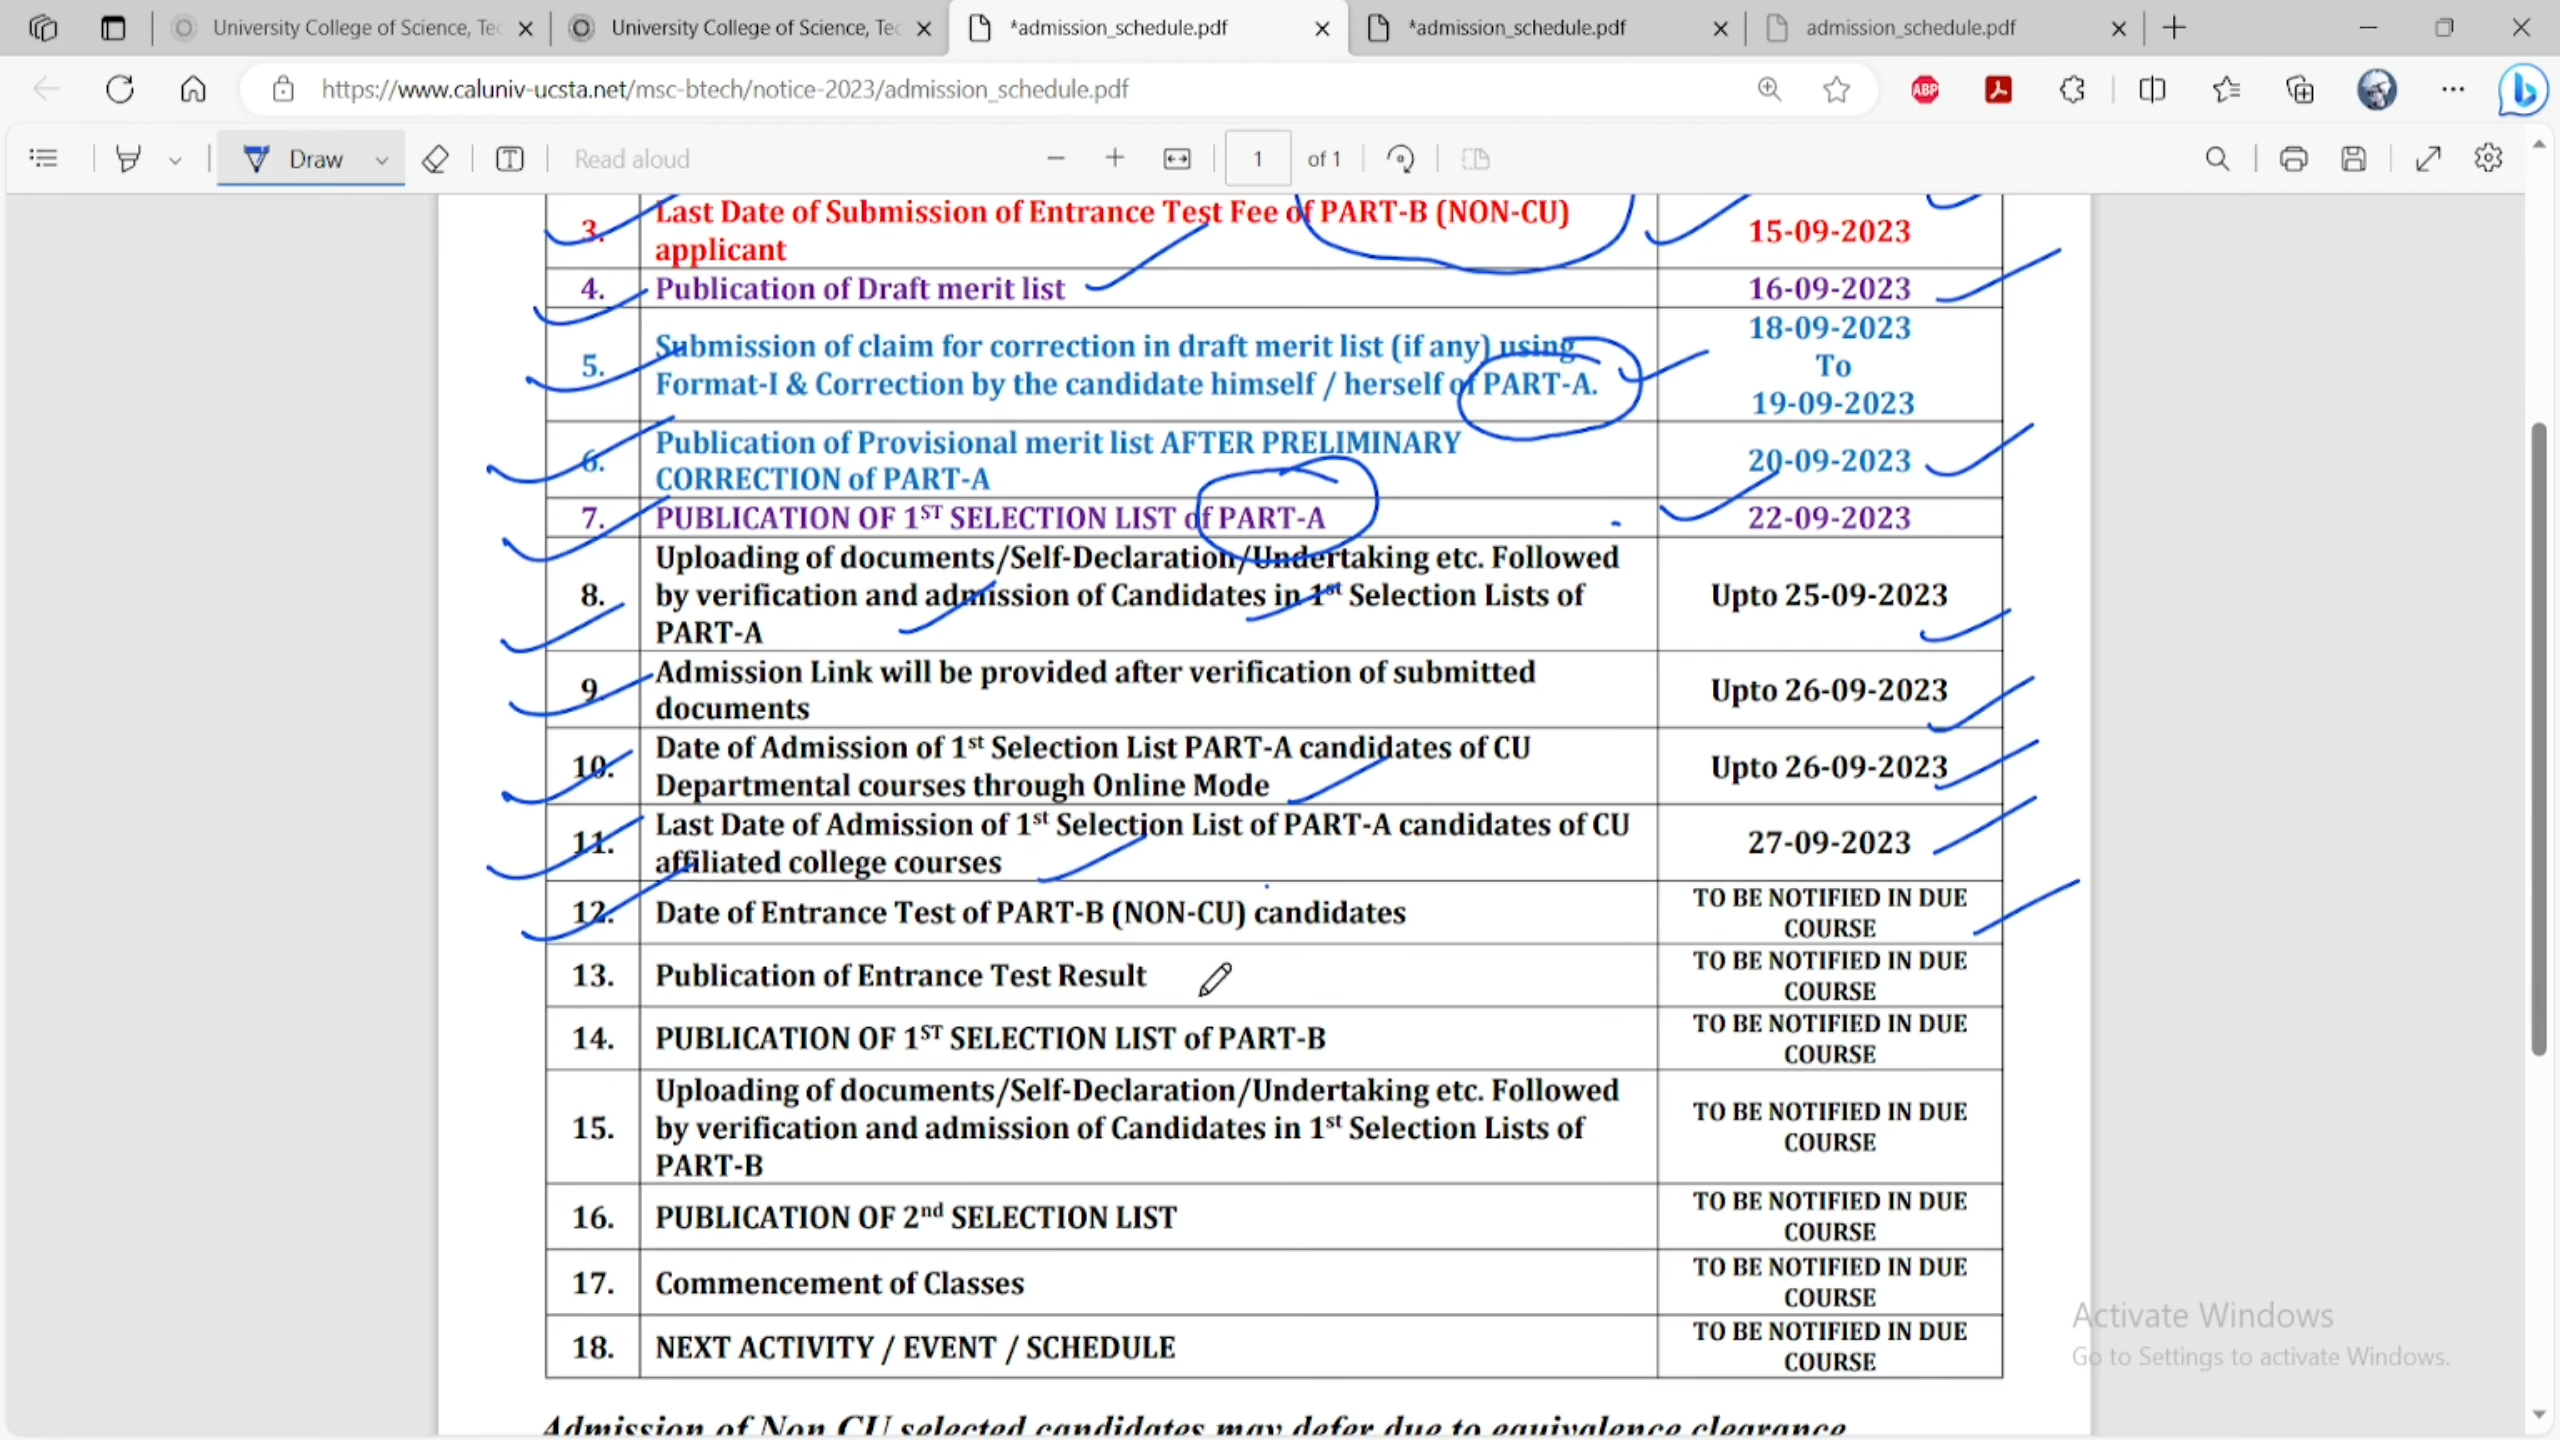 University College of Science, Tec
University College of Science, Tec
*admission_schedule.pdf
*admission_schedule.pdf
admission_schedule.pdf
https://www.caluniv-ucsta.net/msc-btech/notice-2023/admission_schedule.pdf
ABP
Draw
Read aloud
1
of 1
3.
Last Date of Submission of Entrance Test Fee of PART-B (NON-CU)
applicant
15-09-2023
4.
Publication of Draft merit list
16-09-2023
5.
Submission of claim for correction in draft merit list (if any) using
Format-I & Correction by the candidate himself / herself of PART-A.
18-09-2023
To
19-09-2023
6.
Publication of Provisional merit list AFTER PRELIMINARY
CORRECTION of PART-A
20-09-2023
7.
PUBLICATION OF 1ST SELECTION LIST of PART-A
22-09-2023
8.
Uploading of documents/Self-Declaration/Undertaking etc. Followed
by verification and admission of Candidates in 1st Selection Lists of
PART-A
Upto 25-09-2023
9.
Admission Link will be provided after verification of submitted
documents
Upto 26-09-2023
10.
Date of Admission of 1st Selection List PART-A candidates of CU
Departmental courses through Online Mode
Upto 26-09-2023
11.
Last Date of Admission of 1st Selection List of PART-A candidates of CU
affiliated college courses
27-09-2023
12.
Date of Entrance Test of PART-B (NON-CU) candidates
TO BE NOTIFIED IN DUE
COURSE
13.
Publication of Entrance Test Result
TO BE NOTIFIED IN DUE
COURSE
14.
PUBLICATION OF 1ST SELECTION LIST of PART-B
TO BE NOTIFIED IN DUE
COURSE
15.
Uploading of documents/Self-Declaration/Undertaking etc. Followed
by verification and admission of Candidates in 1st Selection Lists of
PART-B
TO BE NOTIFIED IN DUE
COURSE
16.
PUBLICATION OF 2nd SELECTION LIST
TO BE NOTIFIED IN DUE
COURSE
17.
Commencement of Classes
TO BE NOTIFIED IN DUE
COURSE
18.
NEXT ACTIVITY / EVENT / SCHEDULE
TO BE NOTIFIED IN DUE
COURSE
Admission of Non CU selected candidates may defer due to equivalence clearance
Activate Windows
Go to Settings to activate Windows.